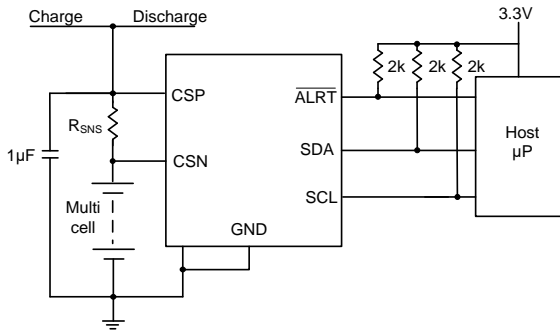 Charge
Discharge
3.3V
2k
2k
2k
CSP
ALRT
RSNS
Host
µP
1µF
CSN
SDA
SCL
Multi
cell
GND